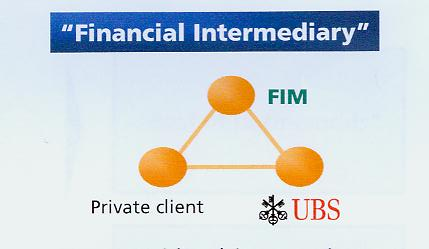 "Financial Intermediary"
FIM
Private client
UBS